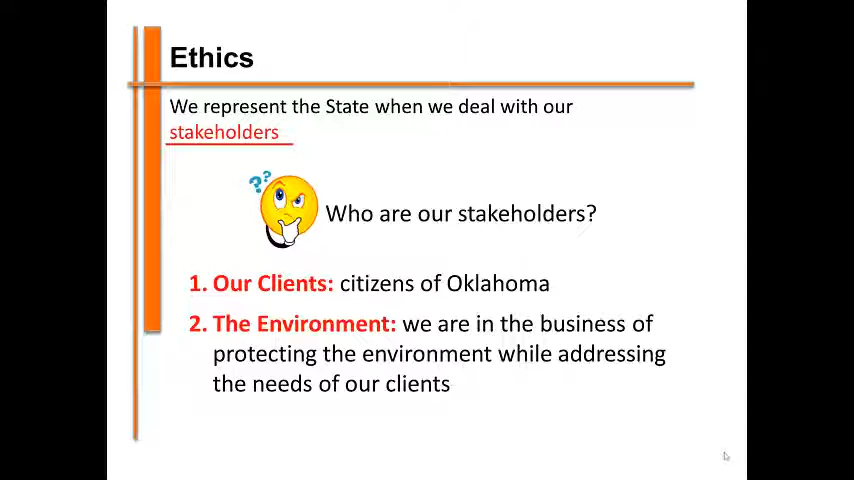 Ethics
We represent the State when we deal with our
stakeholders
??
Who are our stakeholders?
1. Our Clients: citizens of Oklahoma
2. The Environment: we are in the business of
protecting the environment while addressing
the needs of our clients